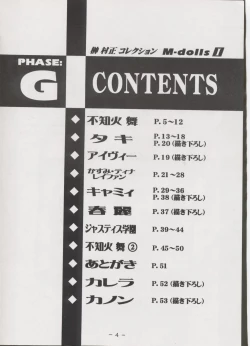 榊 村正 コレクション M-dolls 1
PHASE:
G
CONTENTS
不知火 舞 P.5〜12
タキ P.13〜18
P.20(描き下ろし)
アイヴィー P.19(描き下ろし)
かすみ・ティナ
レイファン P.21〜28
キャミィ P.29〜36
P.38(描き下ろし)
春麗 P.37(描き下ろし)
ジャスティス学園 P.39〜44
不知火 舞 ② P.45〜50
あとがき P.51
カレラ P.52(描き下ろし)
カノン P.53(描き下ろし)
– 4 –